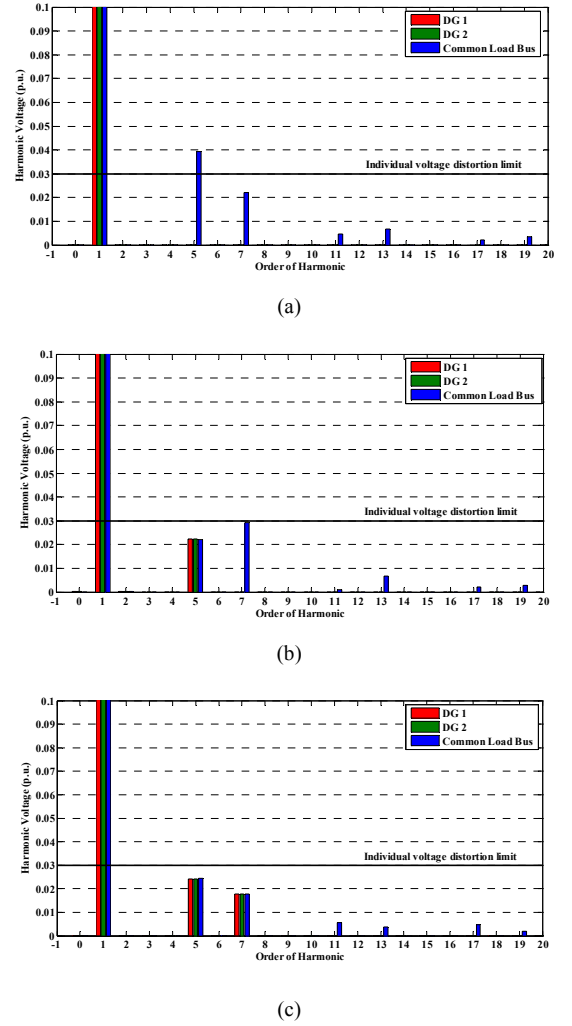 0.1
0.09
0.08
0.07
0.06
0.05
0.04
0.03
0.02
0.01
0
Harmonic Voltage (p.u.)
DG 1
DG 2
Common Load Bus
Individual voltage distortion limit
-1 0 1 2 3 4 5 6 7 8 9 10 11 12 13 14 15 16 17 18 19 20
Order of Harmonic
(a)
0.1
0.09
0.08
0.07
0.06
0.05
0.04
0.03
0.02
0.01
0
Harmonic Voltage (p.u.)
DG 1
DG 2
Common Load Bus
Individual voltage distortion limit
-1 0 1 2 3 4 5 6 7 8 9 10 11 12 13 14 15 16 17 18 19 20
Order of Harmonic
(b)
0.1
0.09
0.08
0.07
0.06
0.05
0.04
0.03
0.02
0.01
0
Harmonic Voltage (p.u.)
DG 1
DG 2
Common Load Bus
Individual voltage distortion limit
-1 0 1 2 3 4 5 6 7 8 9 10 11 12 13 14 15 16 17 18 19 20
Order of Harmonic
(c)